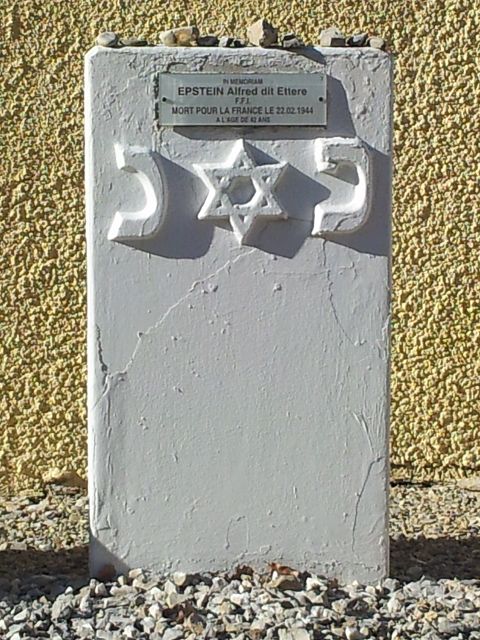 IN MEMORIAM
EPSTEIN Alfred dit Ettere
F.F.I.
MORT POUR LA FRANCE LE 22.02.1944
A L'AGE DE 42 ANS
פ נ